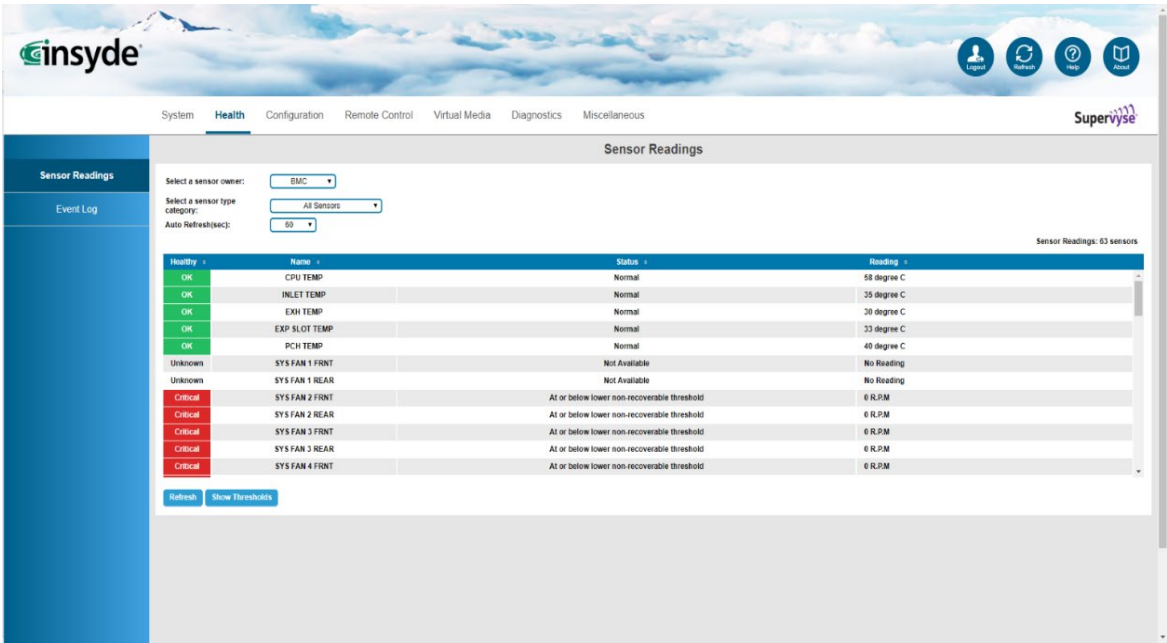 insyde
Logout Refresh Help About
System Health Configuration Remote Control Virtual Media Diagnostics Miscellaneous
Supervyse
Sensor Readings
Sensor Readings
Event Log
Select a sensor owner: BMC
Select a sensor type
category: All Sensors
Auto Refresh(sec): 60
Sensor Readings: 63 sensors
Healthy Name Status Reading
OK CPU TEMP Normal 58 degree C
OK INLET TEMP Normal 35 degree C
OK EXH TEMP Normal 30 degree C
OK EXP SLOT TEMP Normal 33 degree C
OK PCH TEMP Normal 40 degree C
Unknown SYS FAN 1 FRNT Not Available No Reading
Unknown SYS FAN 1 REAR Not Available No Reading
Critical SYS FAN 2 FRNT At or below lower non-recoverable threshold 0 R.P.M
Critical SYS FAN 2 REAR At or below lower non-recoverable threshold 0 R.P.M
Critical SYS FAN 3 FRNT At or below lower non-recoverable threshold 0 R.P.M
Critical SYS FAN 3 REAR At or below lower non-recoverable threshold 0 R.P.M
Critical SYS FAN 4 FRNT At or below lower non-recoverable threshold 0 R.P.M
Refresh Show Thresholds